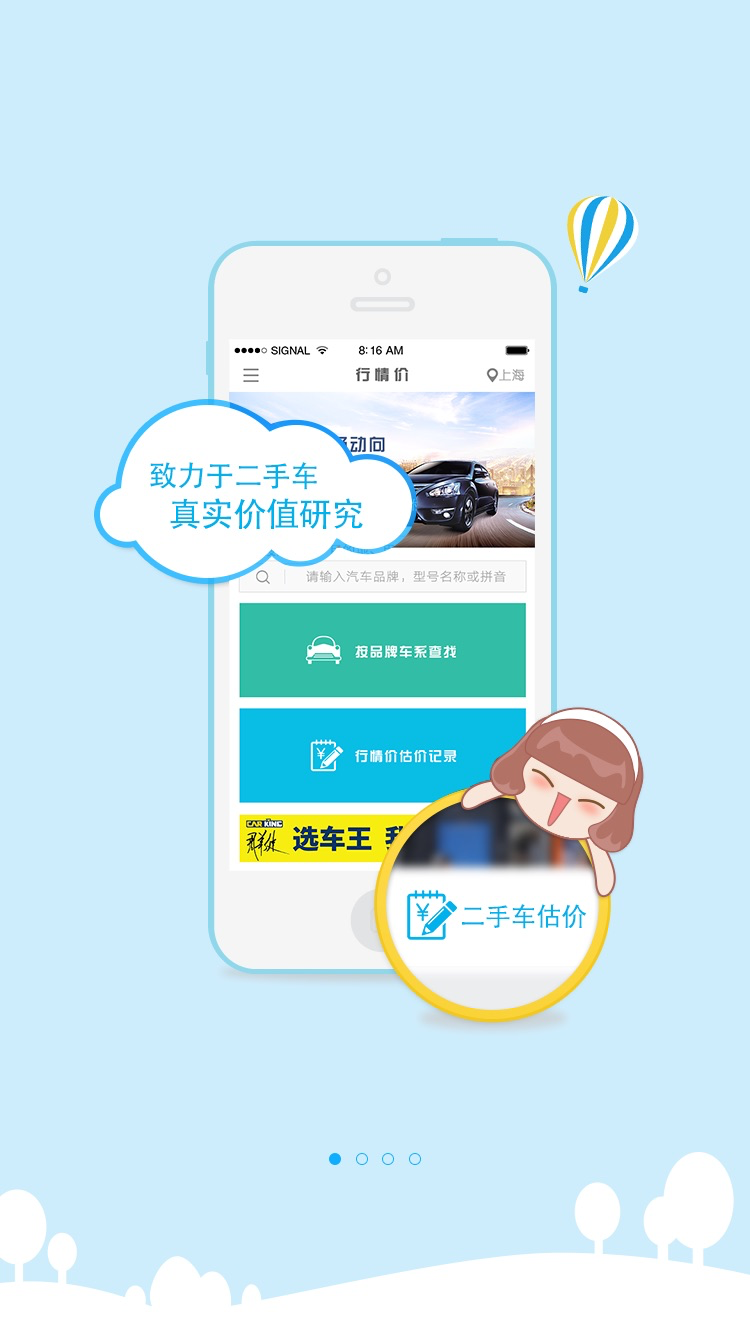 SIGNAL 8:16 AM
行情价
上海
动向
致力于二手车
真实价值研究
请输入汽车品牌，型号名称或拼音
按品牌车系查找
行情价估价记录
CAR KING
选车王
¥二手车估价